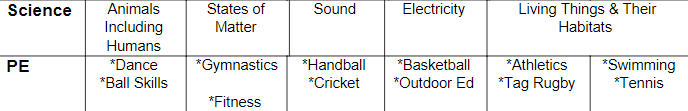 Science
Animals
Including
Humans
States of
Matter
Sound
Electricity
Living Things & Their
Habitats
PE
*Dance
*Ball Skills
*Gymnastics
*Fitness
*Handball
*Cricket
*Basketball
*Outdoor Ed
*Athletics
*Tag Rugby
*Swimming
*Tennis